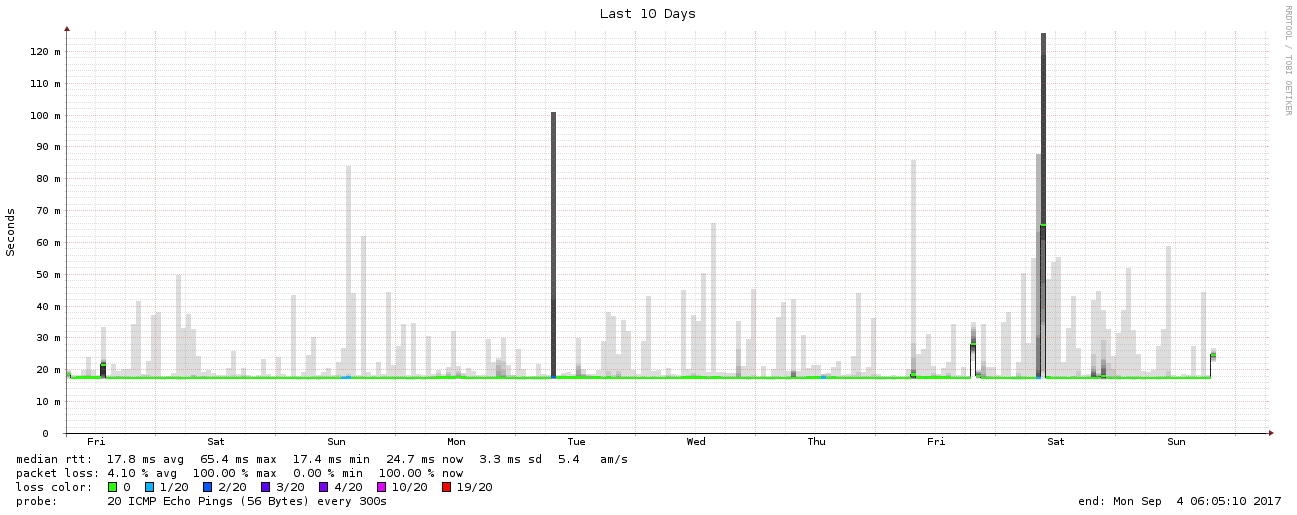 Last 10 Days
RRDTOOL / TOBI OETIKER
Seconds
120 m
110 m
100 m
90 m
80 m
70 m
60 m
50 m
40 m
30 m
20 m
10 m
0
Fri Sat Sun Mon Tue Wed Thu Fri Sat Sun
median rtt: 17.8 ms avg 65.4 ms max 17.4 ms min 24.7 ms now 3.3 ms sd 5.4 am/s
packet loss: 4.10 % avg 100.00 % max 0.00 % min 100.00 % now
loss color: 0 1/20 2/20 3/20 4/20 10/20 19/20
probe: 20 ICMP Echo Pings (56 Bytes) every 300s end: Mon Sep 4 06:05:10 2017